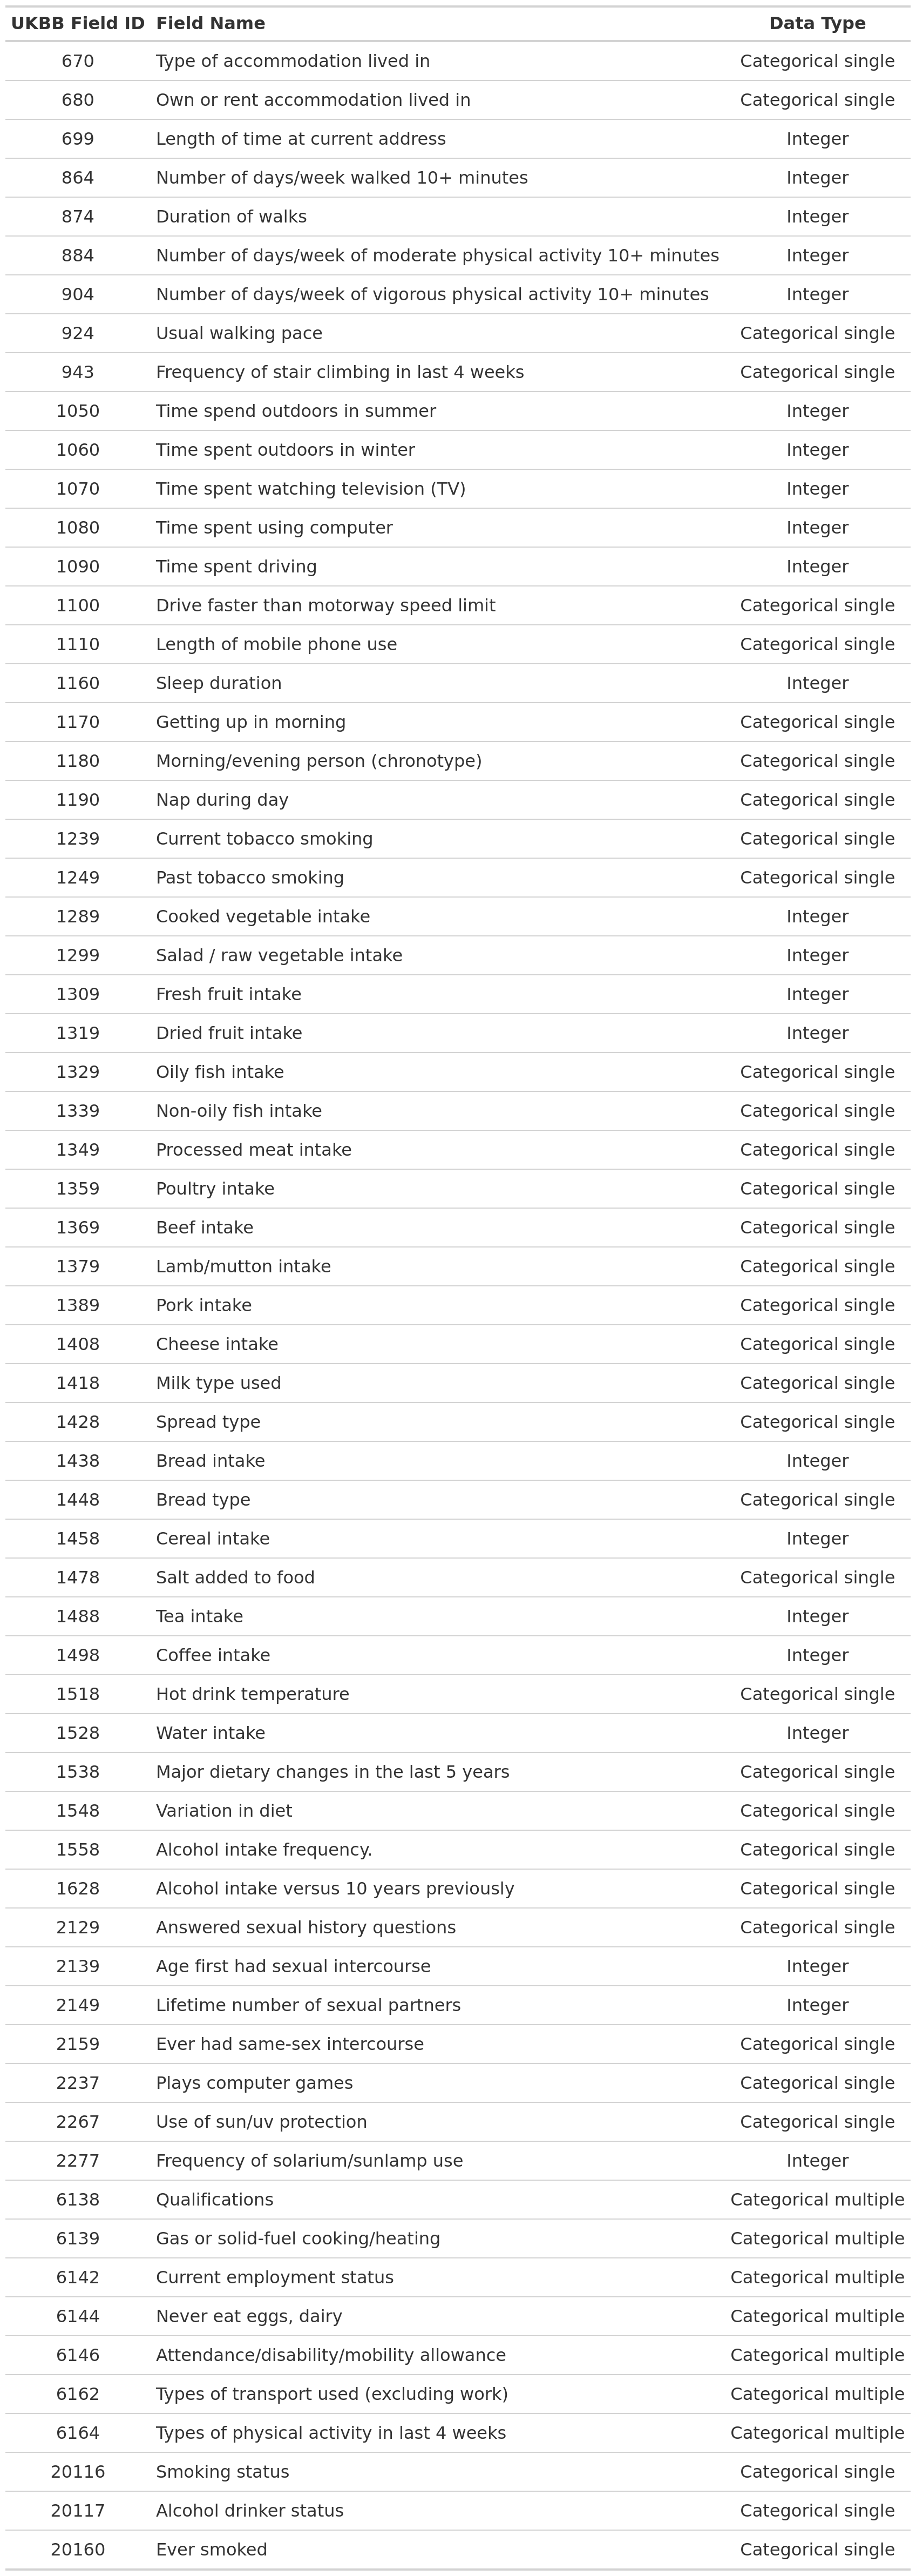 UKBB Field ID Field Name Data Type
670 Type of accommodation lived in Categorical single
680 Own or rent accommodation lived in Categorical single
699 Length of time at current address Integer
864 Number of days/week walked 10+ minutes Integer
874 Duration of walks Integer
884 Number of days/week of moderate physical activity 10+ minutes Integer
904 Number of days/week of vigorous physical activity 10+ minutes Integer
924 Usual walking pace Categorical single
943 Frequency of stair climbing in last 4 weeks Categorical single
1050 Time spend outdoors in summer Integer
1060 Time spent outdoors in winter Integer
1070 Time spent watching television (TV) Integer
1080 Time spent using computer Integer
1090 Time spent driving Integer
1100 Drive faster than motorway speed limit Categorical single
1110 Length of mobile phone use Categorical single
1160 Sleep duration Integer
1170 Getting up in morning Categorical single
1180 Morning/evening person (chronotype) Categorical single
1190 Nap during day Categorical single
1239 Current tobacco smoking Categorical single
1249 Past tobacco smoking Categorical single
1289 Cooked vegetable intake Integer
1299 Salad / raw vegetable intake Integer
1309 Fresh fruit intake Integer
1319 Dried fruit intake Integer
1329 Oily fish intake Categorical single
1339 Non-oily fish intake Categorical single
1349 Processed meat intake Categorical single
1359 Poultry intake Categorical single
1369 Beef intake Categorical single
1379 Lamb/mutton intake Categorical single
1389 Pork intake Categorical single
1408 Cheese intake Categorical single
1418 Milk type used Categorical single
1428 Spread type Categorical single
1438 Bread intake Integer
1448 Bread type Categorical single
1458 Cereal intake Integer
1478 Salt added to food Categorical single
1488 Tea intake Integer
1498 Coffee intake Integer
1518 Hot drink temperature Categorical single
1528 Water intake Integer
1538 Major dietary changes in the last 5 years Categorical single
1548 Variation in diet Categorical single
1558 Alcohol intake frequency. Categorical single
1628 Alcohol intake versus 10 years previously Categorical single
2129 Answered sexual history questions Categorical single
2139 Age first had sexual intercourse Integer
2149 Lifetime number of sexual partners Integer
2159 Ever had same-sex intercourse Categorical single
2237 Plays computer games Categorical single
2267 Use of sun/uv protection Categorical single
2277 Frequency of solarium/sunlamp use Integer
6138 Qualifications Categorical multiple
6139 Gas or solid-fuel cooking/heating Categorical multiple
6142 Current employment status Categorical multiple
6144 Never eat eggs, dairy Categorical multiple
6146 Attendance/disability/mobility allowance Categorical multiple
6162 Types of transport used (excluding work) Categorical multiple
6164 Types of physical activity in last 4 weeks Categorical multiple
20116 Smoking status Categorical single
20117 Alcohol drinker status Categorical single
20160 Ever smoked Categorical single